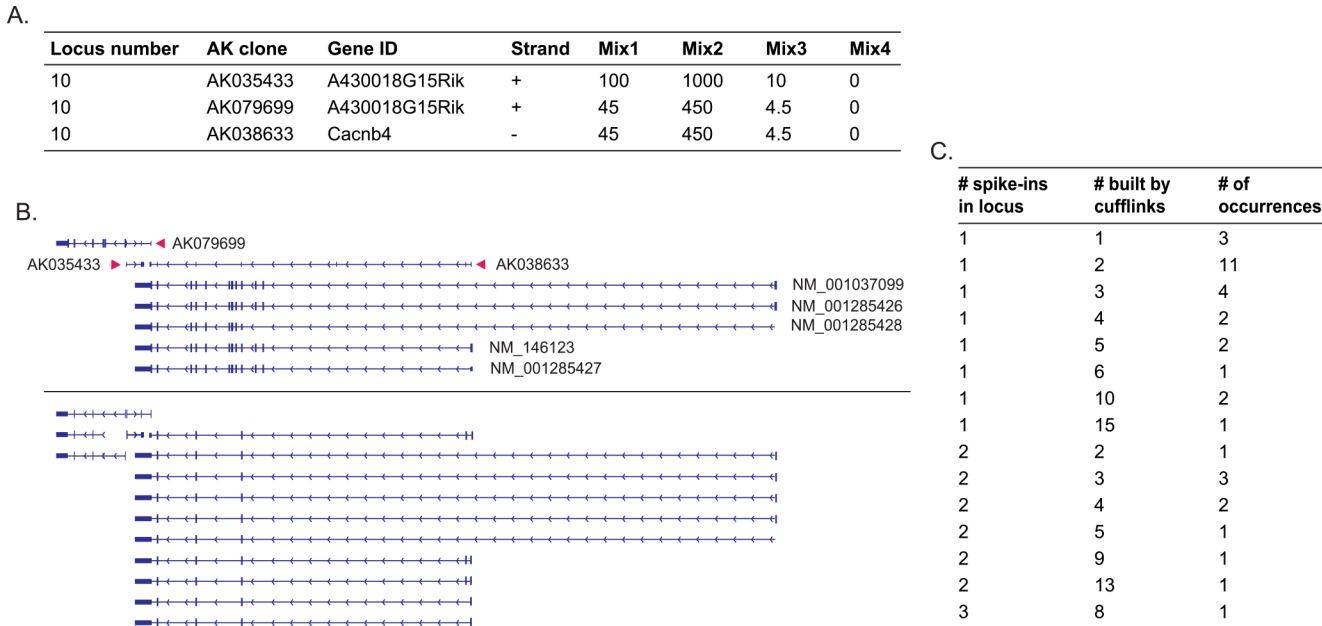 A.
Locus number AK clone Gene ID Strand Mix1 Mix2 Mix3 Mix4
10 AK035433 A430018G15Rik + 100 1000 10 0
10 AK079699 A430018G15Rik + 45 450 4.5 0
10 AK038633 Cacnb4 - 45 450 4.5 0
B.
AK079699
AK035433 AK038633
NM_001037099
NM_001285426
NM_001285428
NM_146123
NM_001285427
C.
# spike-ins # built by # of
in locus cufflinks occurrences
1 1 3
1 2 11
1 3 4
1 4 2
1 5 2
1 6 1
1 10 2
1 15 1
2 2 1
2 3 3
2 4 2
2 5 1
2 9 1
2 13 1
3 8 1